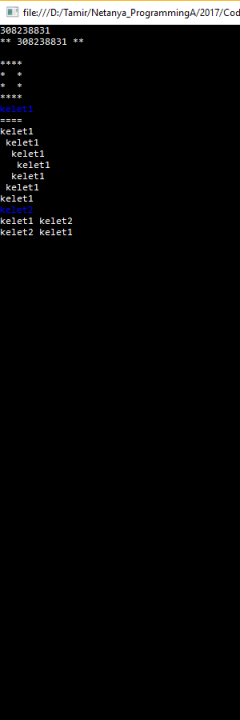 file:///D:/Tamir/Netanya_ProgrammingA/2017/Cod
308238831
** 308238831 **
****
*  *
*  *
****
kelet1
====
kelet1
 kelet1
  kelet1
   kelet1
  kelet1
 kelet1
kelet1
kelet2
kelet1 kelet2
kelet2 kelet1